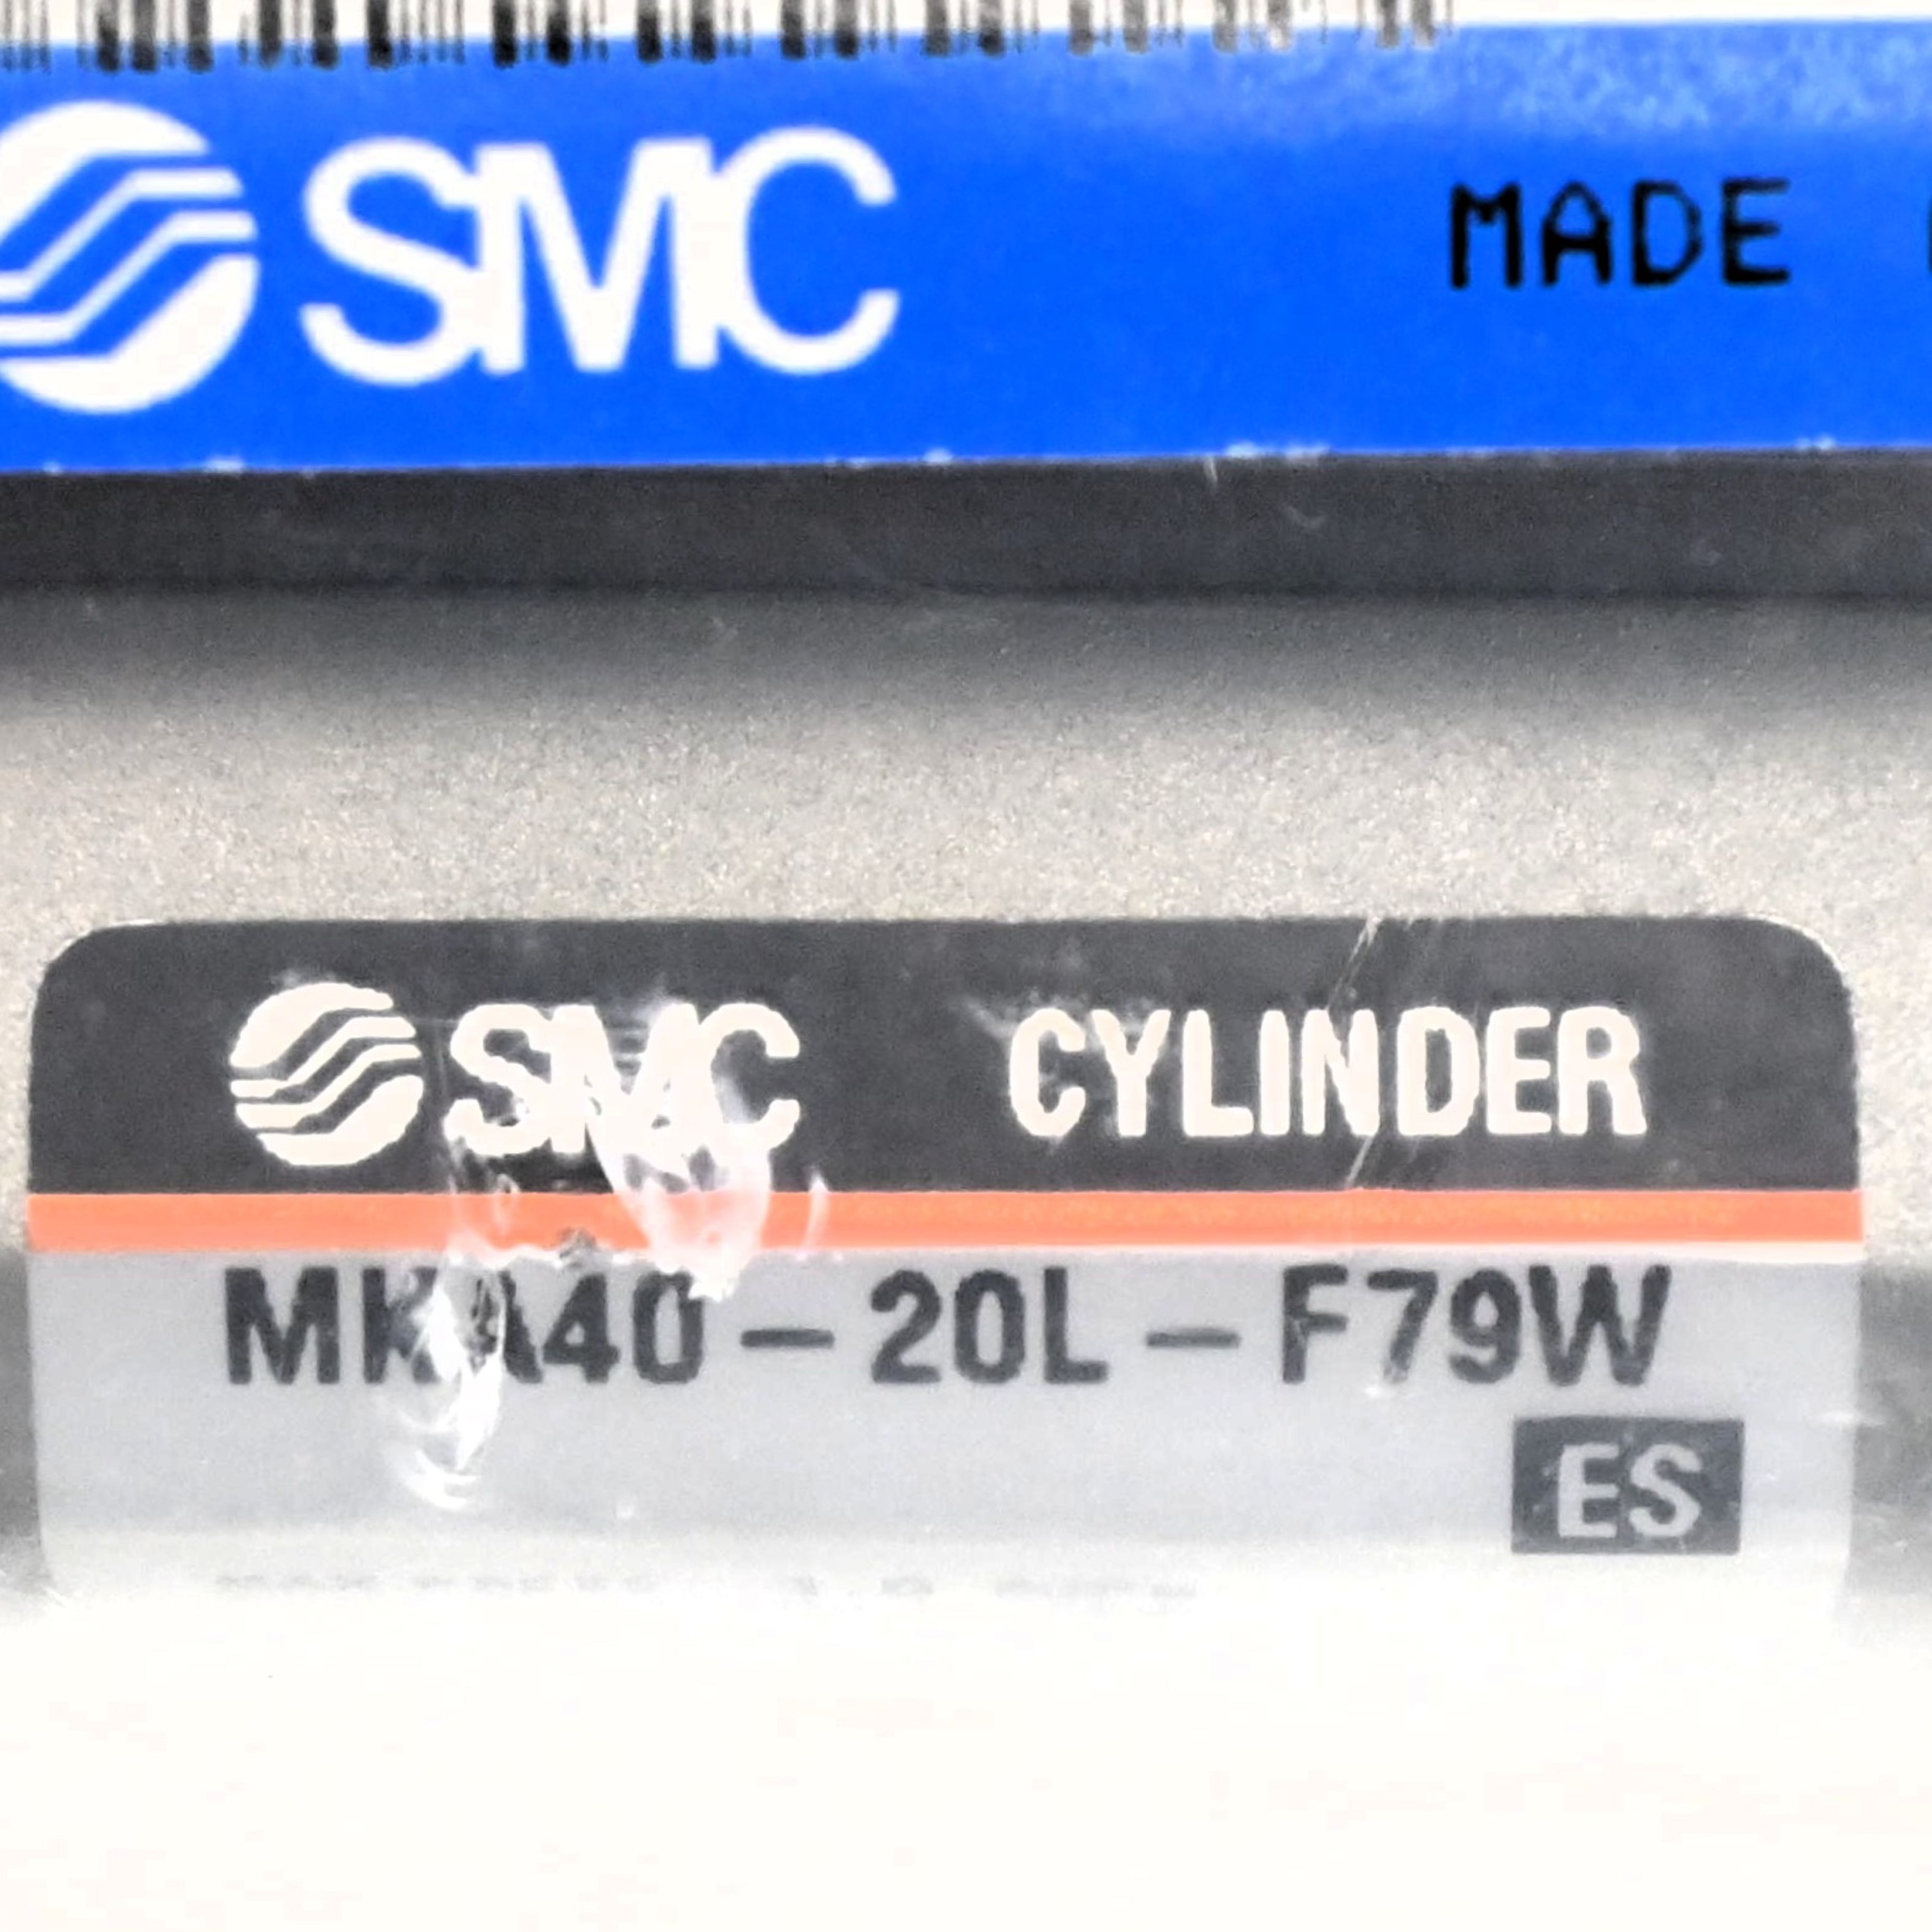 SMC MADE
SMC CYLINDER
MKA40-20L-F79W
ES